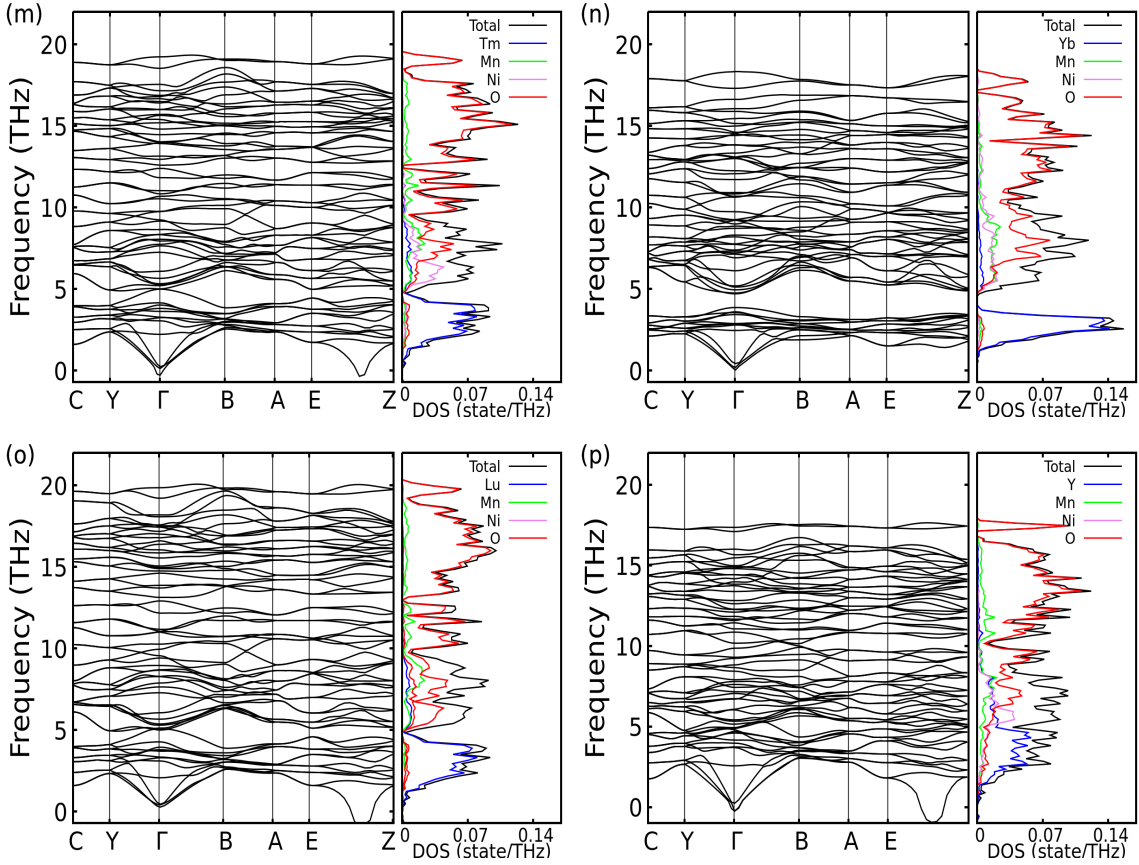 (m)
Frequency (THz)
20
15
10
5
0
C Y Γ B A E Z
Total
Tm
Mn
Ni
O
0 0.07 0.14
DOS (state/THz)
(n)
Frequency (THz)
20
15
10
5
0
C Y Γ B A E Z
Total
Yb
Mn
Ni
O
0 0.07 0.14
DOS (state/THz)
(o)
Frequency (THz)
20
15
10
5
0
C Y Γ B A E Z
Total
Lu
Mn
Ni
O
0 0.07 0.14
DOS (state/THz)
(p)
Frequency (THz)
20
15
10
5
0
C Y Γ B A E Z
Total
Y
Mn
Ni
O
0 0.07 0.14
DOS (state/THz)